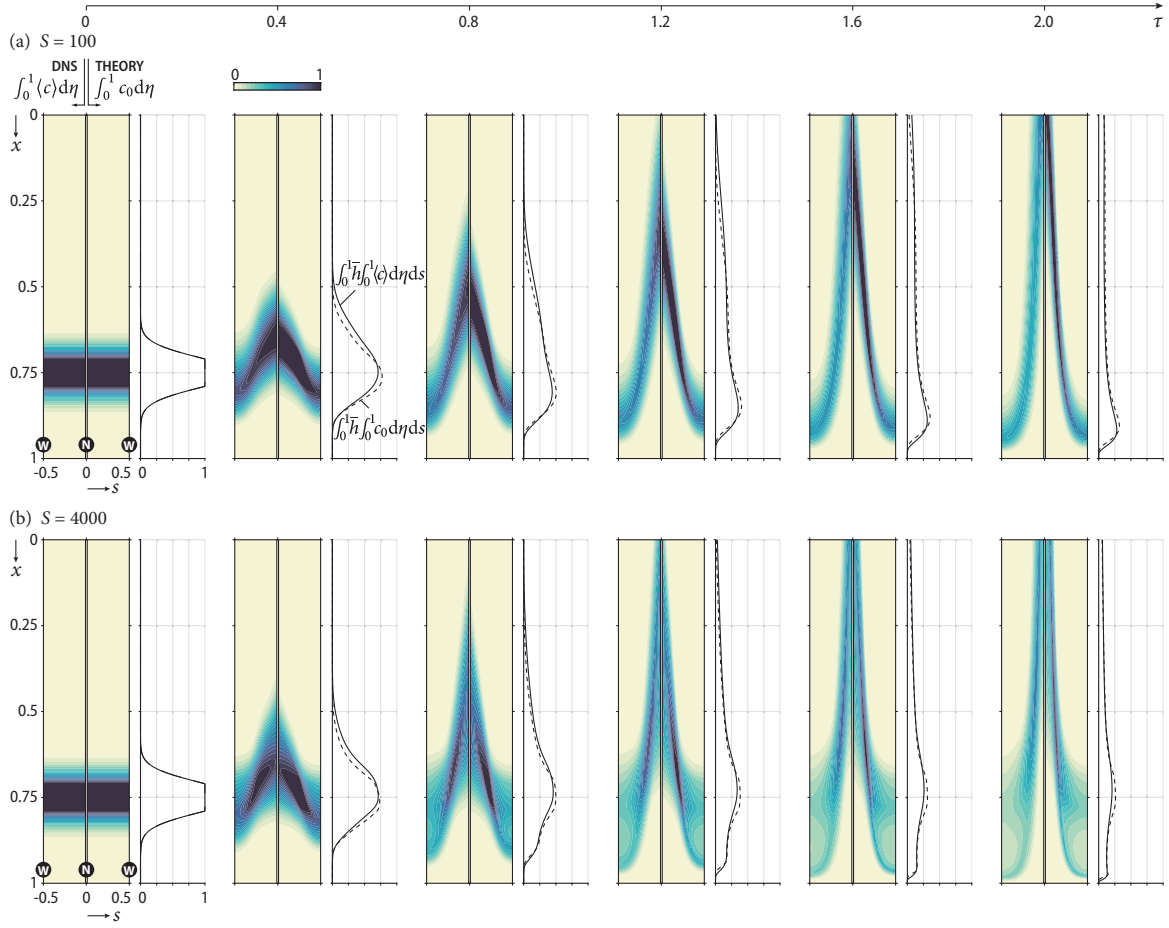 0 0.4 0.8 1.2 1.6 2.0 τ
(a) S = 100
DNS THEORY
∫₀¹⟨c⟩dη ∫₀¹ c₀dη
0 1
0
x
0.25
0.5
0.75
1
∫₀¹h̅∫₀¹⟨c⟩dηds
∫₀¹h̅∫₀¹c₀dηds
W N W
-0.5 0 0.5 0 1
s
(b) S = 4000
0
x
0.25
0.5
0.75
1
W N W
-0.5 0 0.5 0 1
s